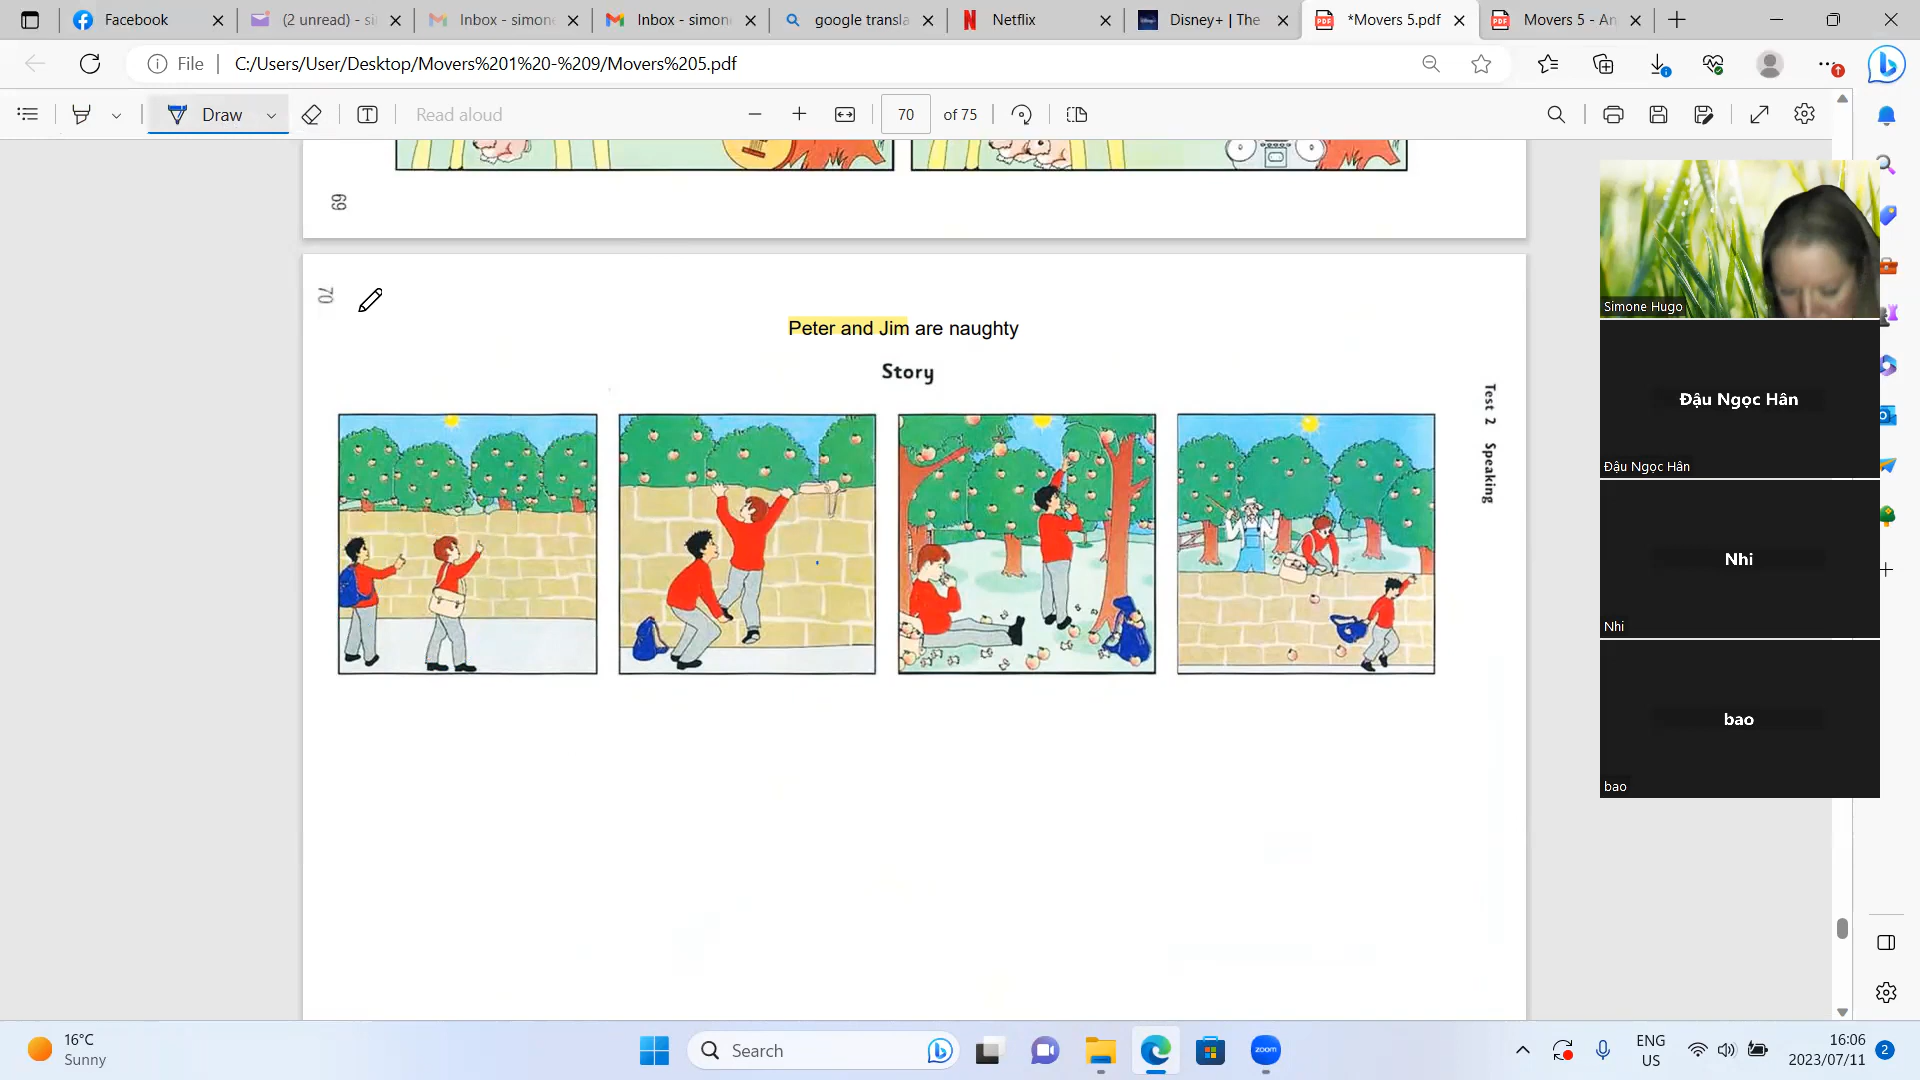 Facebook
(2 unread) - si
Inbox - simon
Inbox - simon
google transla
Netflix
Disney+ | The
*Movers 5.pdf
Movers 5 - An
File
C:/Users/User/Desktop/Movers%201%20-%209/Movers%205.pdf
Draw
Read aloud
70
of 75
69
70
Peter and Jim are naughty
Story
Test 2 Speaking
Simone Hugo
Đậu Ngọc Hân
Đậu Ngọc Hân
Nhi
Nhi
bao
bao
16°C
Sunny
Search
zoom
ENG
US
16:06
2023/07/11
2